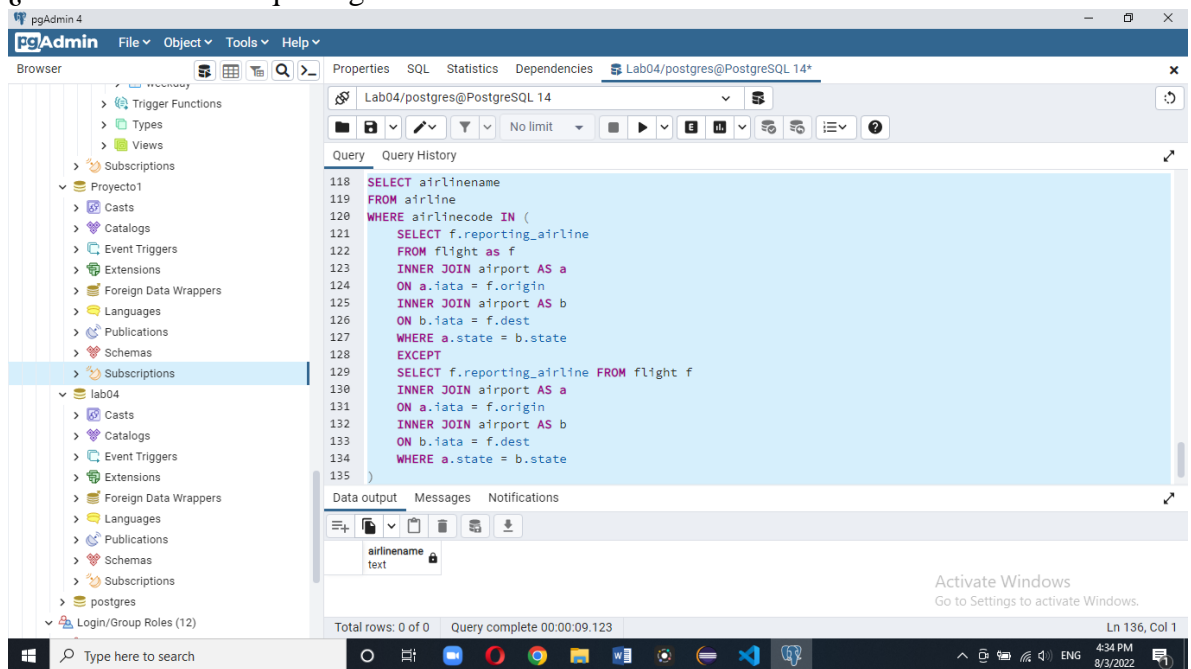 pgAdmin 4
pgAdmin File Object Tools Help
Browser
Properties SQL Statistics Dependencies Lab04/postgres@PostgreSQL 14*
Trigger Functions
Types
Views
Subscriptions
Proyecto1
Casts
Catalogs
Event Triggers
Extensions
Foreign Data Wrappers
Languages
Publications
Schemas
Subscriptions
lab04
Casts
Catalogs
Event Triggers
Extensions
Foreign Data Wrappers
Languages
Publications
Schemas
Subscriptions
postgres
Login/Group Roles (12)
Lab04/postgres@PostgreSQL 14
No limit
Query Query History
118 SELECT airlinename
119 FROM airline
120 WHERE airlinecode IN (
121 SELECT f.reporting_airline
122 FROM flight as f
123 INNER JOIN airport AS a
124 ON a.iata = f.origin
125 INNER JOIN airport AS b
126 ON b.iata = f.dest
127 WHERE a.state = b.state
128 EXCEPT
129 SELECT f.reporting_airline FROM flight f
130 INNER JOIN airport AS a
131 ON a.iata = f.origin
132 INNER JOIN airport AS b
133 ON b.iata = f.dest
134 WHERE a.state = b.state
135 )
Data output Messages Notifications
airlinename
text
Activate Windows
Go to Settings to activate Windows.
Total rows: 0 of 0 Query complete 00:00:09.123 Ln 136, Col 1
Type here to search
ENG
4:34 PM
8/3/2022